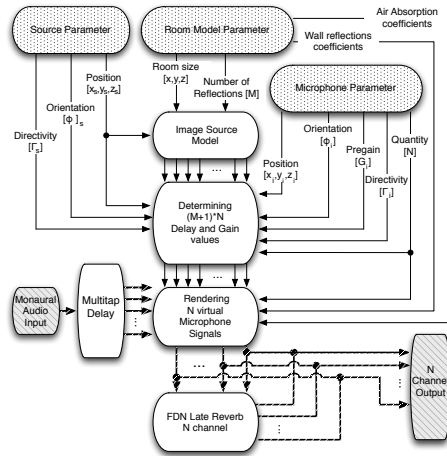 Source Parameter
Room Model Parameter
Air Absorption
coefficients
Wall reflections
coefficients
Room size
[x,y,z]
Number of
Reflections [M]
Position
[xs,ys,zs]
Orientation
[Φ]s
Directivity
[Γs]
Microphone Parameter
Image Source
Model
Orientation
[ϕi]
Quantity
[N]
Pregain
[Gi]
Position
[xi,yi,zi]
Directivity
[Γi]
...
Determining
(M+1)*N
Delay and Gain
values
...
Monaural
Audio
Input
Multitap
Delay
Rendering
N virtual
Microphone
Signals
...
N
Channel
Output
FDN Late Reverb
N channel